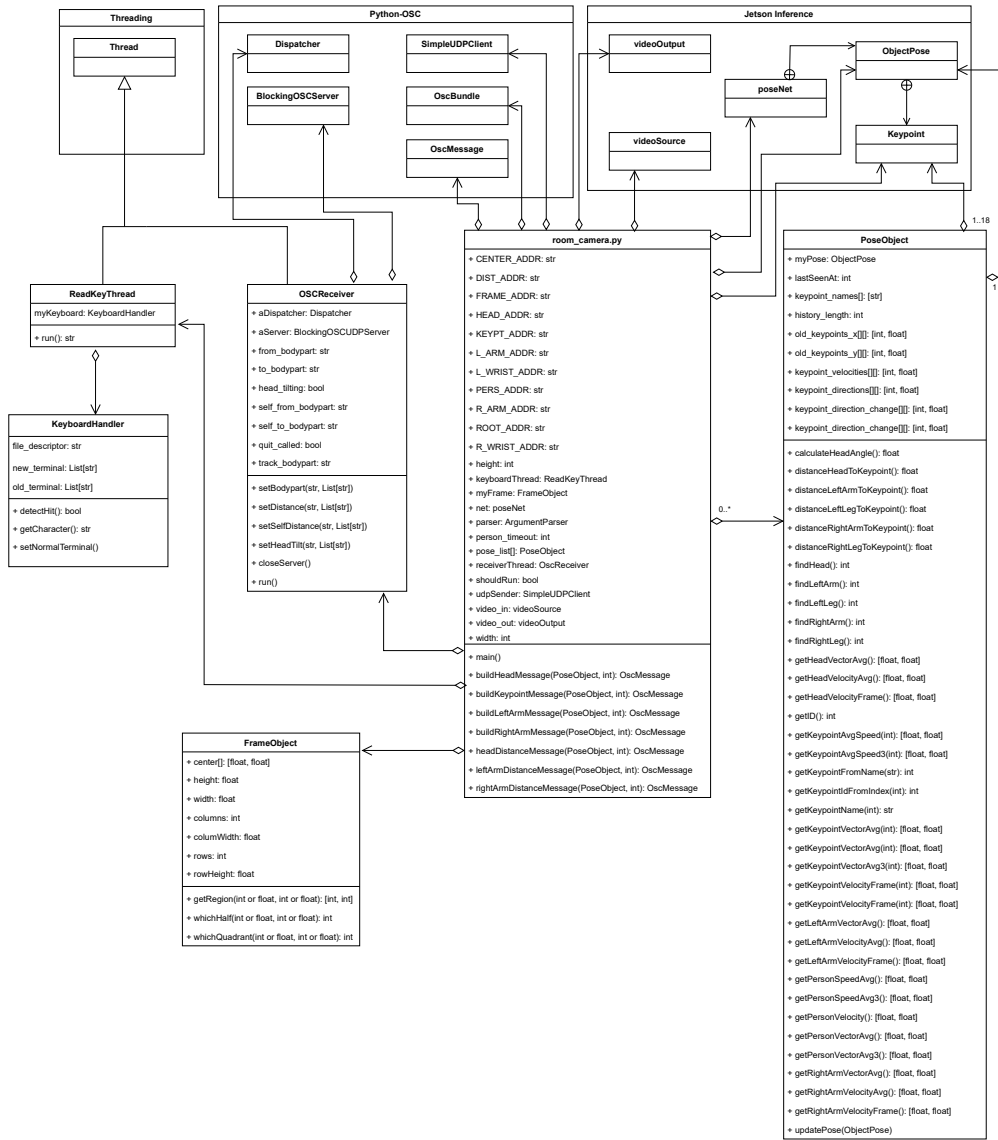 Threading
Thread
Python-OSC
Dispatcher
SimpleUDPClient
BlockingOSCServer
OscBundle
OscMessage
Jetson Inference
videoOutput
ObjectPose
poseNet
videoSource
Keypoint
ReadKeyThread
myKeyboard: KeyboardHandler
+ run(): str
KeyboardHandler
file_descriptor: str
new_terminal: List[str]
old_terminal: List[str]
+ detectHit(): bool
+ getCharacter(): str
+ setNormalTerminal()
OSCReceiver
+ aDispatcher: Dispatcher
+ aServer: BlockingOSCUDPServer
+ from_bodypart: str
+ to_bodypart: str
+ head_tilting: bool
+ self_from_bodypart: str
+ self_to_bodypart: str
+ quit_called: bool
+ track_bodypart: str
+ setBodypart(str, List[str])
+ setDistance(str, List[str])
+ setSelfDistance(str, List[str])
+ setHeadTilt(str, List[str])
+ closeServer()
+ run()
FrameObject
+ center[]: [float, float]
+ height: float
+ width: float
+ columns: int
+ columWidth: float
+ rows: int
+ rowHeight: float
+ getRegion(int or float, int or float): [int, int]
+ whichHalf(int or float, int or float): int
+ whichQuadrant(int or float, int or float): int
room_camera.py
+ CENTER_ADDR: str
+ DIST_ADDR: str
+ FRAME_ADDR: str
+ HEAD_ADDR: str
+ KEYPT_ADDR: str
+ L_ARM_ADDR: str
+ L_WRIST_ADDR: str
+ PERS_ADDR: str
+ R_ARM_ADDR: str
+ ROOT_ADDR: str
+ R_WRIST_ADDR: str
+ height: int
+ keyboardThread: ReadKeyThread
+ myFrame: FrameObject
+ net: poseNet
+ parser: ArgumentParser
+ person_timeout: int
+ pose_list[]: PoseObject
+ receiverThread: OscReceiver
+ shouldRun: bool
+ udpSender: SimpleUDPClient
+ video_in: videoSource
+ video_out: videoOutput
+ width: int
+ main()
+ buildHeadMessage(PoseObject, int): OscMessage
+ buildKeypointMessage(PoseObject, int): OscMessage
+ buildLeftArmMessage(PoseObject, int): OscMessage
+ buildRightArmMessage(PoseObject, int): OscMessage
+ headDistanceMessage(PoseObject, int): OscMessage
+ leftArmDistanceMessage(PoseObject, int): OscMessage
+ rightArmDistanceMessage(PoseObject, int): OscMessage
0..*
1..18
1
PoseObject
+ myPose: ObjectPose
+ lastSeenAt: int
+ keypoint_names[]: [str]
+ history_length: int
+ old_keypoints_x[][]: [int, float]
+ old_keypoints_y[][]: [int, float]
+ keypoint_velocities[][]: [int, float]
+ keypoint_directions[][]: [int, float]
+ keypoint_direction_change[][]: [int, float]
+ keypoint_direction_change[][]: [int, float]
+ calculateHeadAngle(): float
+ distanceHeadToKeypoint(): float
+ distanceLeftArmToKeypoint(): float
+ distanceLeftLegToKeypoint(): float
+ distanceRightArmToKeypoint(): float
+ distanceRightLegToKeypoint(): float
+ findHead(): int
+ findLeftArm(): int
+ findLeftLeg(): int
+ findRightArm(): int
+ findRightLeg(): int
+ getHeadVectorAvg(): [float, float]
+ getHeadVelocityAvg(): [float, float]
+ getHeadVelocityFrame(): [float, float]
+ getID(): int
+ getKeypointAvgSpeed(int): [float, float]
+ getKeypointAvgSpeed3(int): [float, float]
+ getKeypointFromName(str): int
+ getKeypointIdFromIndex(int): int
+ getKeypointName(int): str
+ getKeypointVectorAvg(int): [float, float]
+ getKeypointVectorAvg(int): [float, float]
+ getKeypointVectorAvg3(int): [float, float]
+ getKeypointVelocityFrame(int): [float, float]
+ getKeypointVelocityFrame(int): [float, float]
+ getLeftArmVectorAvg(): [float, float]
+ getLeftArmVelocityAvg(): [float, float]
+ getLeftArmVelocityFrame(): [float, float]
+ getPersonSpeedAvg(): [float, float]
+ getPersonSpeedAvg3(): [float, float]
+ getPersonVelocity(): [float, float]
+ getPersonVectorAvg(): [float, float]
+ getPersonVectorAvg3(): [float, float]
+ getRightArmVectorAvg(): [float, float]
+ getRightArmVelocityAvg(): [float, float]
+ getRightArmVelocityFrame(): [float, float]
+ updatePose(ObjectPose)